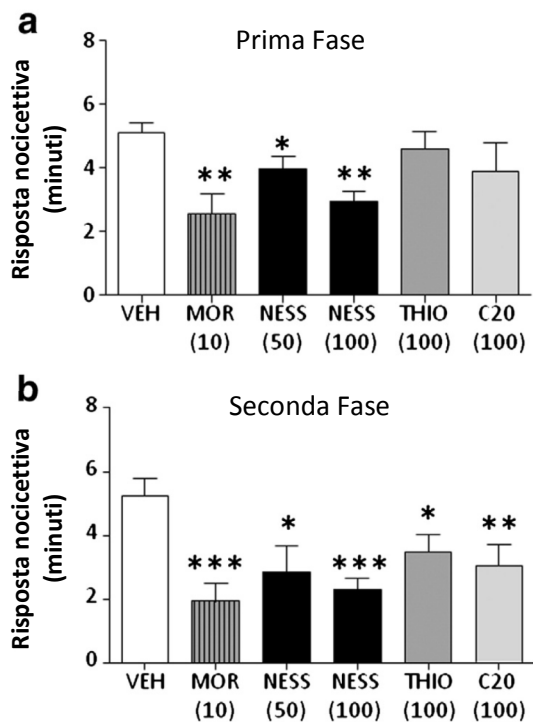 a
Prima Fase
Risposta nocicettiva
(minuti)
8
6
4
2
0
** * **
VEH MOR NESS NESS THIO C20
(10) (50) (100) (100) (100)
b
Seconda Fase
Risposta nocicettiva
(minuti)
8
6
4
2
0
*** * *** * **
VEH MOR NESS NESS THIO C20
(10) (50) (100) (100) (100)